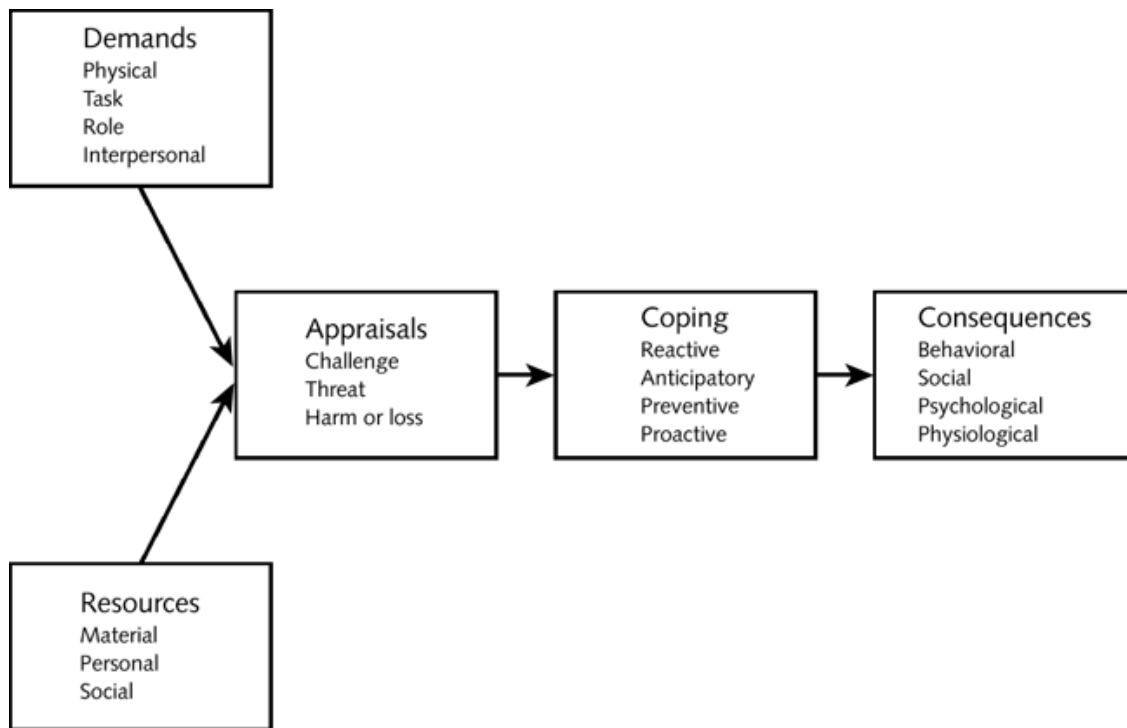 Demands
Physical
Task
Role
Interpersonal
Appraisals
Challenge
Threat
Harm or loss
Coping
Reactive
Anticipatory
Preventive
Proactive
Consequences
Behavioral
Social
Psychological
Physiological
Resources
Material
Personal
Social